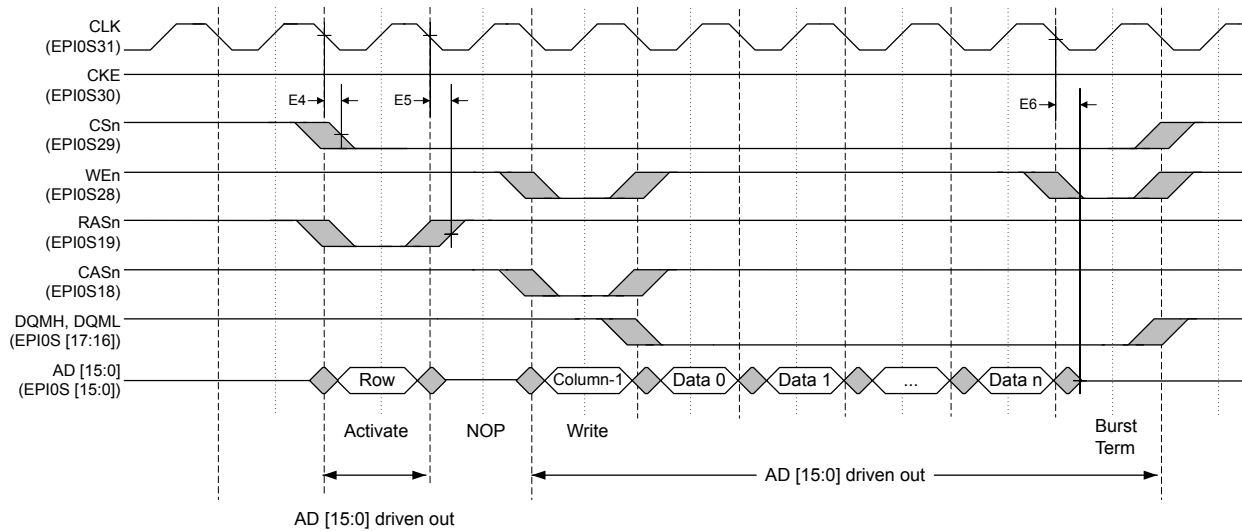 CLK
(EPI0S31)
CKE
(EPI0S30)
E4
E5
E6
CSn
(EPI0S29)
WEn
(EPI0S28)
RASn
(EPI0S19)
CASn
(EPI0S18)
DQMH, DQML
(EPI0S [17:16])
AD [15:0]
(EPI0S [15:0])
Row
Column-1
Data 0
Data 1
...
Data n
Activate
NOP
Write
Burst
Term
AD [15:0] driven out
AD [15:0] driven out